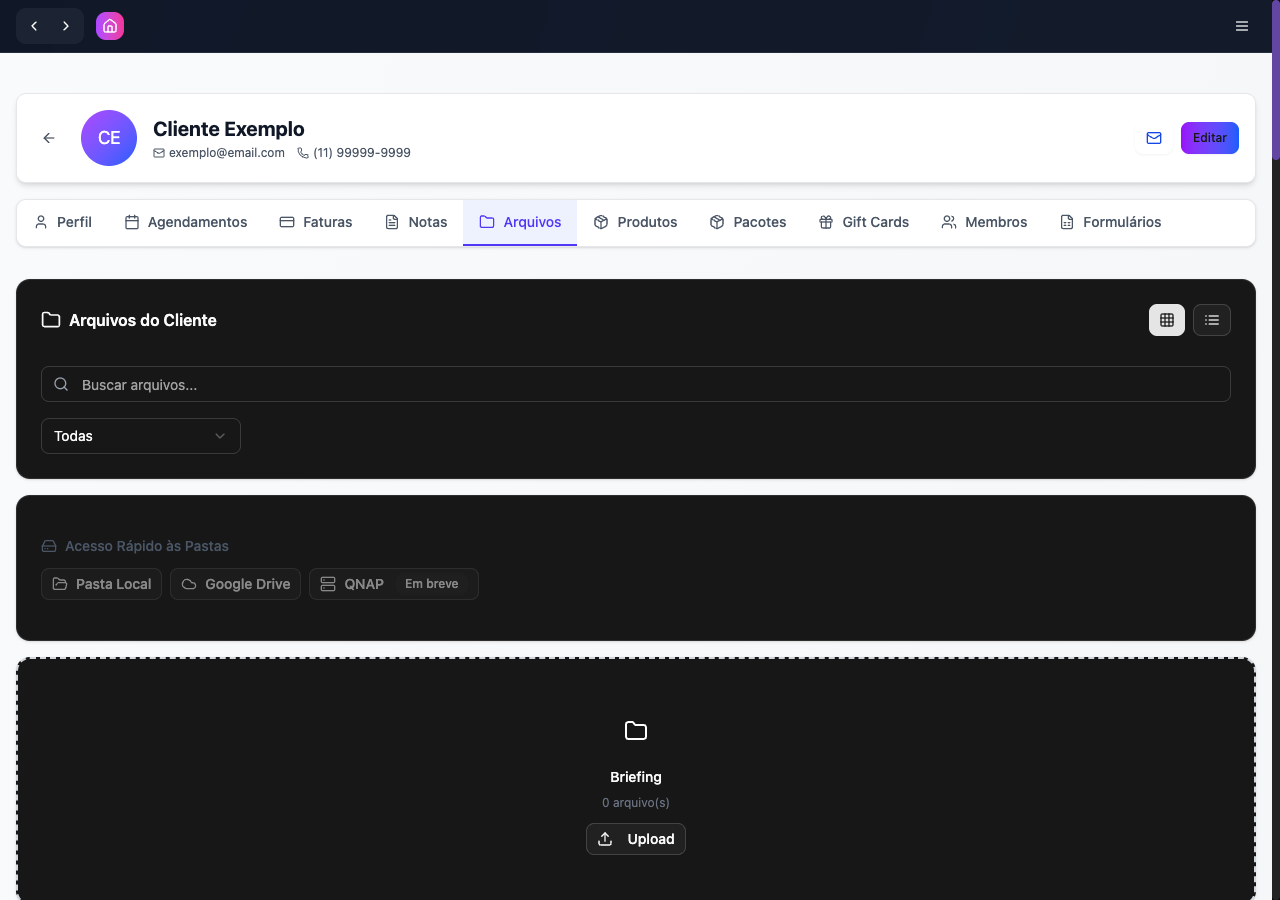 CE
Cliente Exemplo
exemplo@email.com (11) 99999-9999
Editar
Perfil Agendamentos Faturas Notas Arquivos Produtos Pacotes Gift Cards Membros Formulários
Arquivos do Cliente
Buscar arquivos...
Todas
Acesso Rápido às Pastas
Pasta Local Google Drive QNAP Em breve
Briefing
0 arquivo(s)
Upload